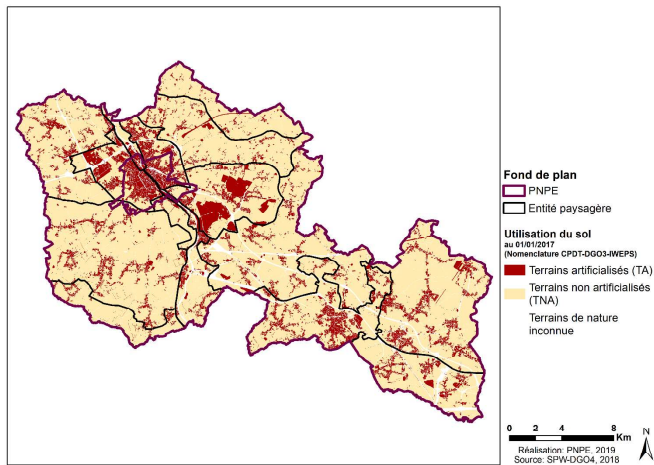 Fond de plan
PNPE
Entité paysagère
Utilisation du sol
au 01/01/2017
(Nomenclature CPDT-DGO3-IWEPS)
Terrains artificialisés (TA)
Terrains non artificialisés
(TNA)
Terrains de nature
inconnue
0 2 4 8
Km
N
Réalisation: PNPE, 2019
Source: SPW-DGO4, 2018